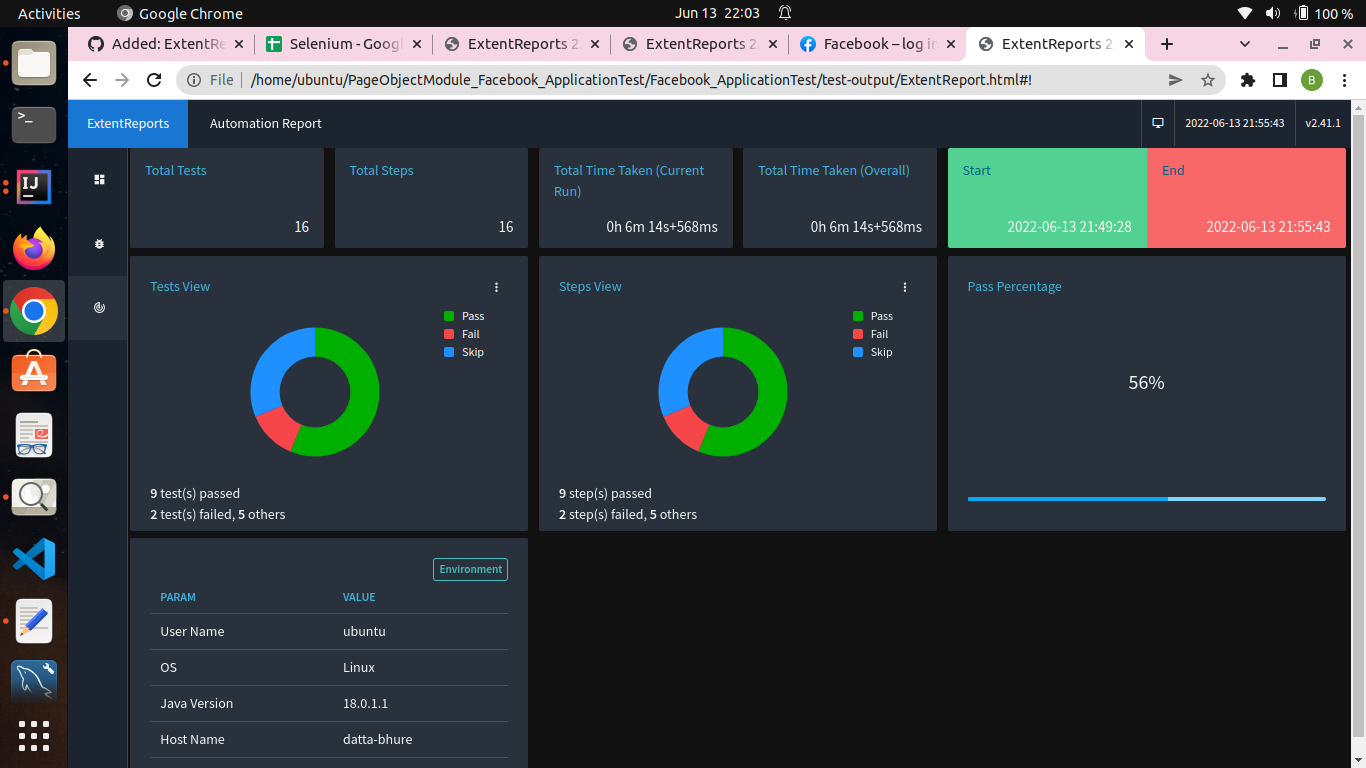 Activities Google Chrome Jun 13 22:03 100 %
Added: ExtentRe Selenium - Googl ExtentReports 2. ExtentReports 2. Facebook – log in ExtentReports 2.
File /home/ubuntu/PageObjectModule_Facebook_ApplicationTest/Facebook_ApplicationTest/test-output/ExtentReport.html#! B
ExtentReports Automation Report 2022-06-13 21:55:43 v2.41.1
Total Tests
16
Total Steps
16
Total Time Taken (Current
Run)
0h 6m 14s+568ms
Total Time Taken (Overall)
0h 6m 14s+568ms
Start
2022-06-13 21:49:28
End
2022-06-13 21:55:43
Tests View
Pass
Fail
Skip
9 test(s) passed
2 test(s) failed, 5 others
Steps View
Pass
Fail
Skip
9 step(s) passed
2 step(s) failed, 5 others
Pass Percentage
56%
Environment
PARAM VALUE
User Name ubuntu
OS Linux
Java Version 18.0.1.1
Host Name datta-bhure